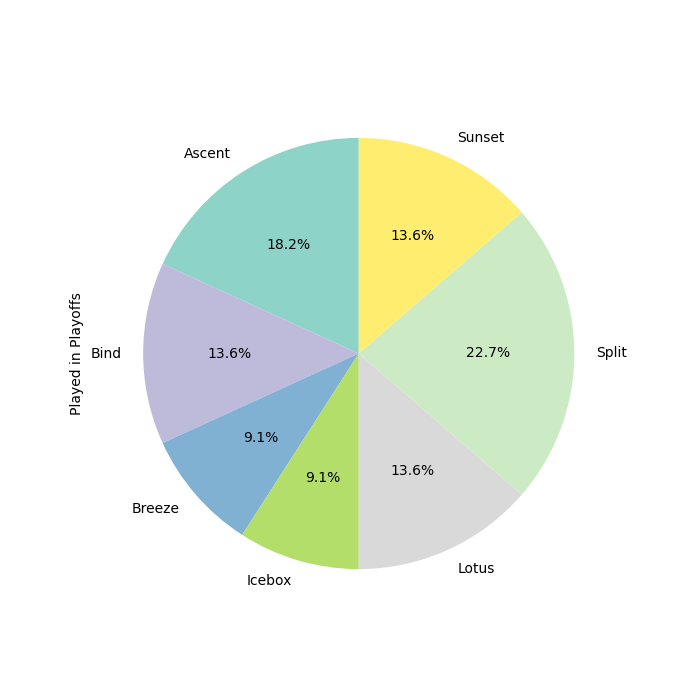 Sunset
Ascent
13.6%
18.2%
Played in Playoffs
Bind
13.6%
22.7%
Split
9.1%
13.6%
9.1%
Breeze
Lotus
Icebox